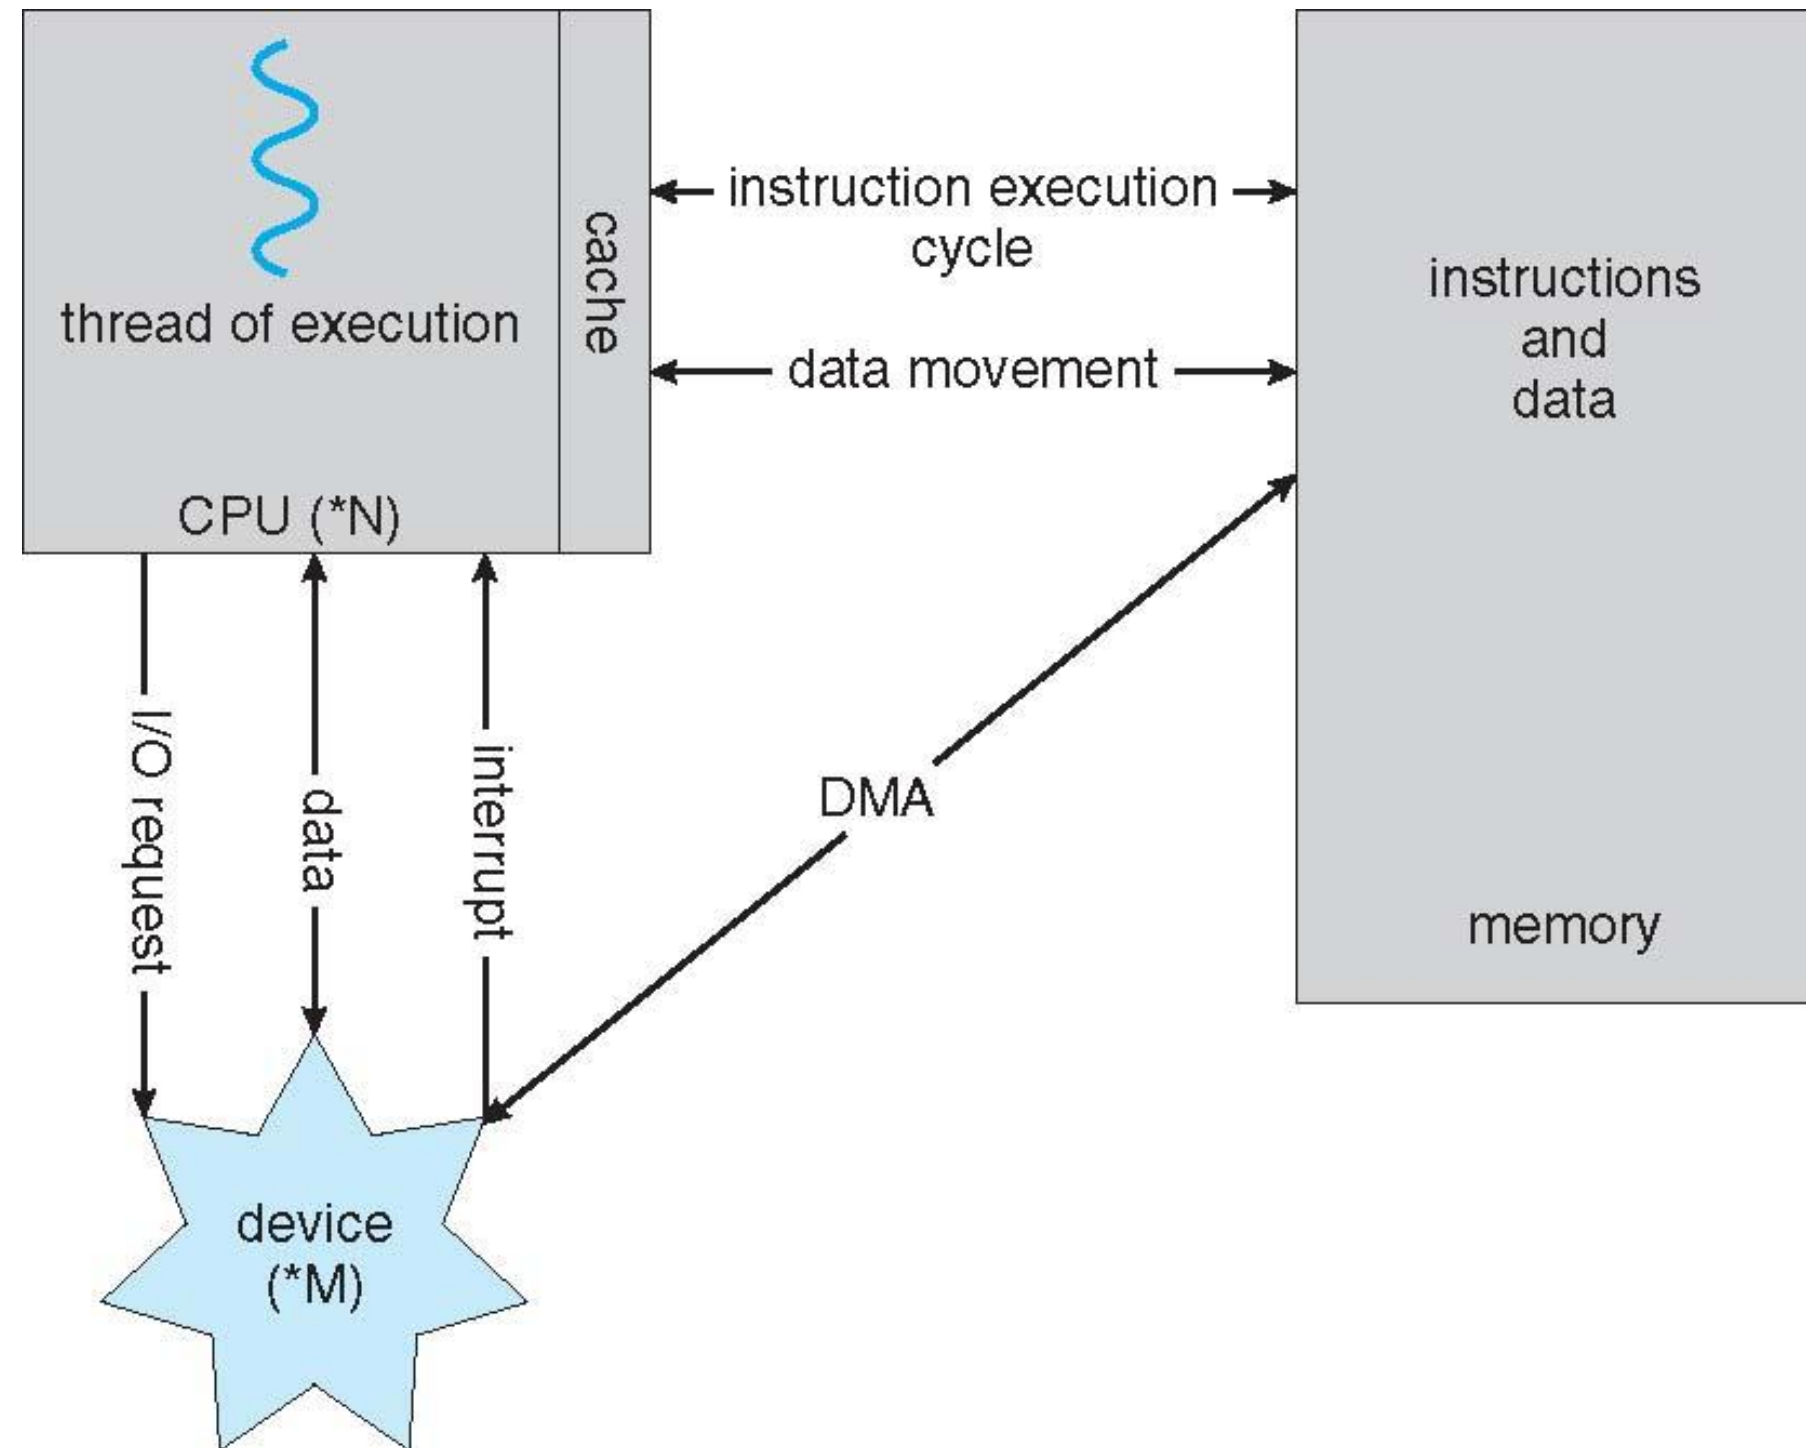 thread of execution
CPU (*N)
cache
instruction execution
cycle
data movement
instructions
and
data
memory
I/O request
data
interrupt
DMA
device
(*M)